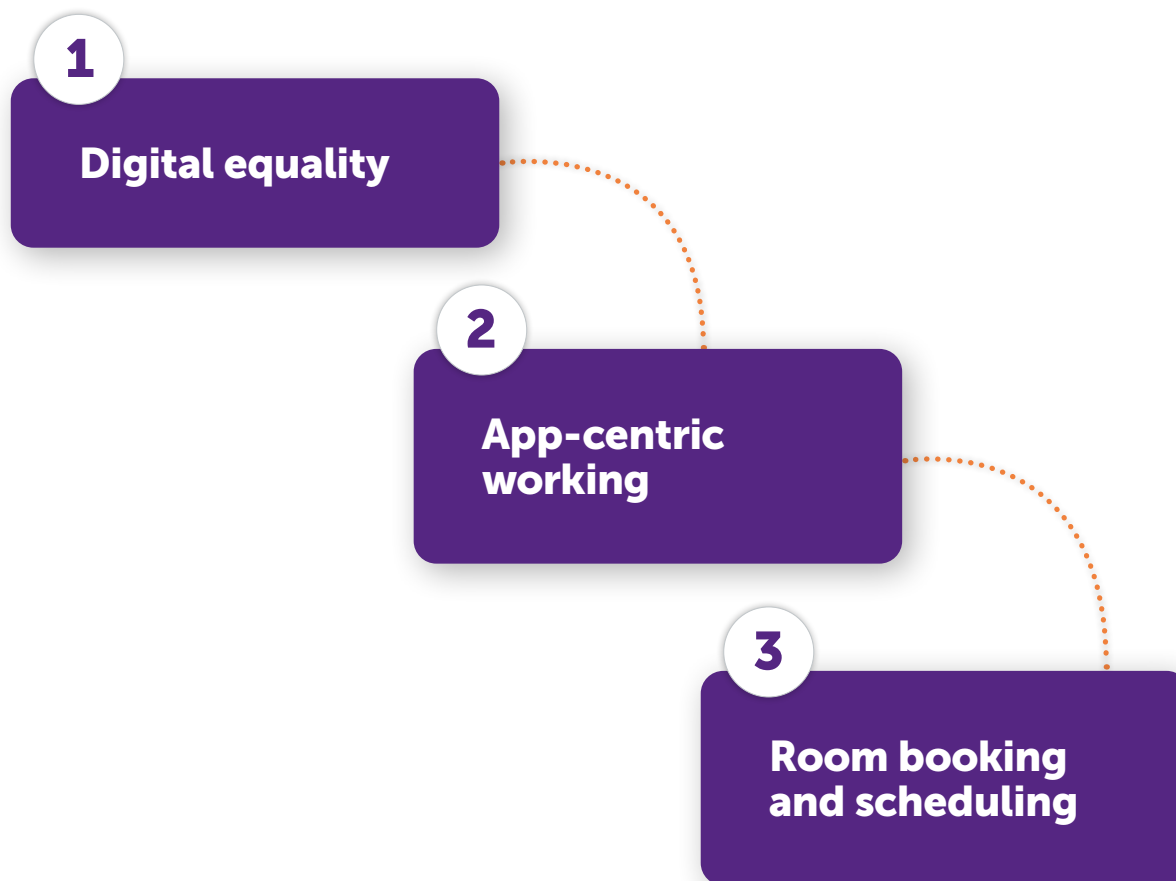 1
Digital equality
2
App-centric
working
3
Room booking
and scheduling